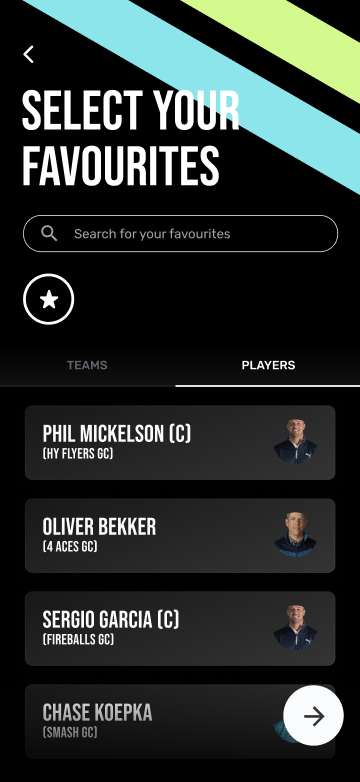 SELECT YOUR
FAVOURITES
Search for your favourites
TEAMS
PLAYERS
PHIL MICKELSON (C)
(HY FLYERS GC)
OLIVER BEKKER
(4 ACES GC)
SERGIO GARCIA (C)
(FIREBALLS GC)
CHASE KOEPKA
(SMASH GC)